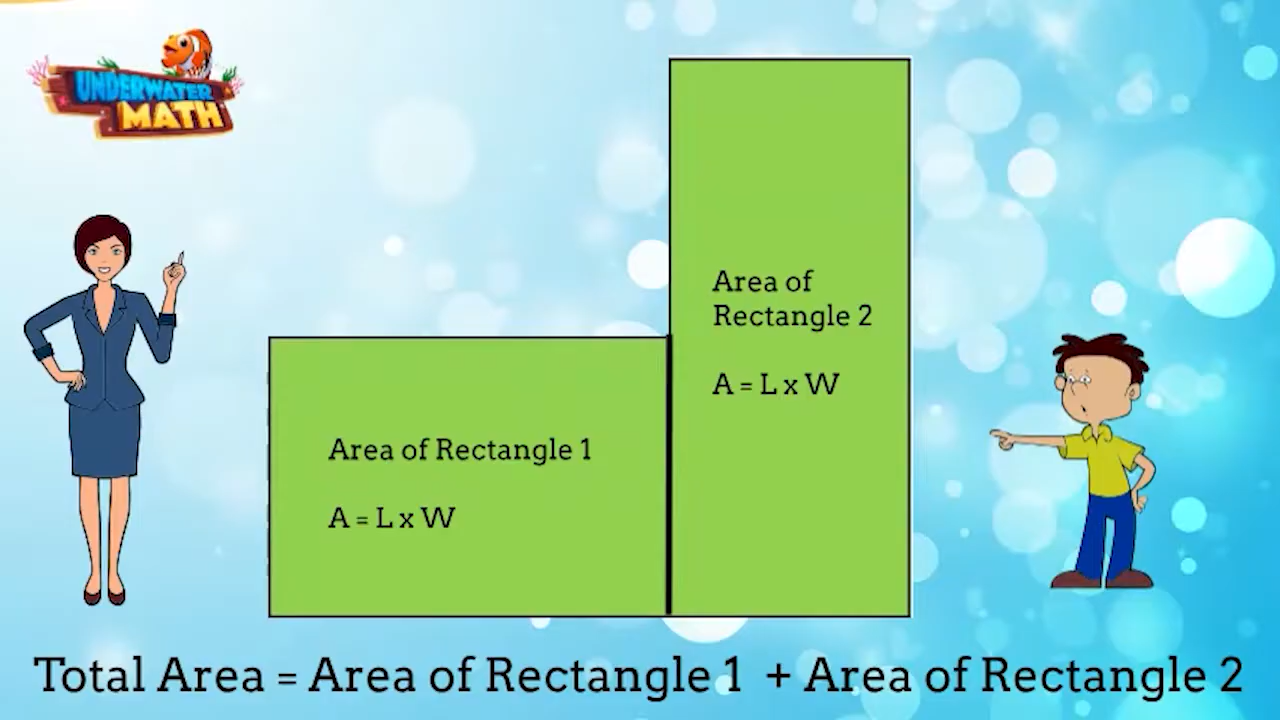 UNDERWATER
MATH
Area of
Rectangle 2
A = L x W
Area of Rectangle 1
A = L x W
Total Area = Area of Rectangle 1 + Area of Rectangle 2